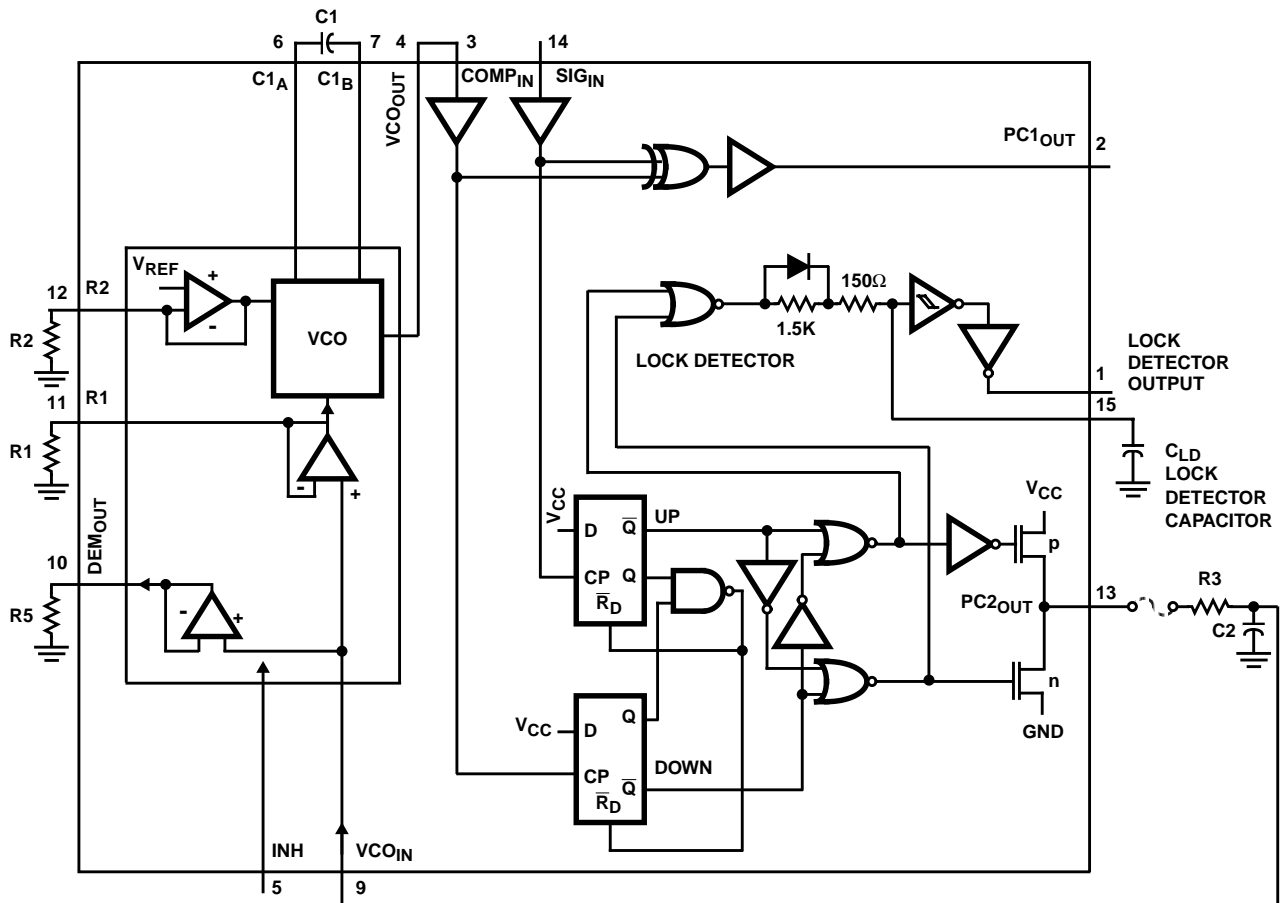 C1
6 7 4 3 14
C1A C1B VCOOUT COMPIN SIGIN
PC1OUT 2
VREF
+
-
12 R2
R2
VCO
11 R1
R1
- +
150Ω
1.5K
LOCK DETECTOR
LOCK
DETECTOR
OUTPUT
1
15
CLD
LOCK
DETECTOR
CAPACITOR
VCC
D Q̅ UP
CP Q
R̅D
VCC
p
PC2OUT 13
R3
C2
n
GND
10 DEMOUT
R5
- +
VCC D Q
CP Q̅ DOWN
R̅D
INH VCOIN
5 9